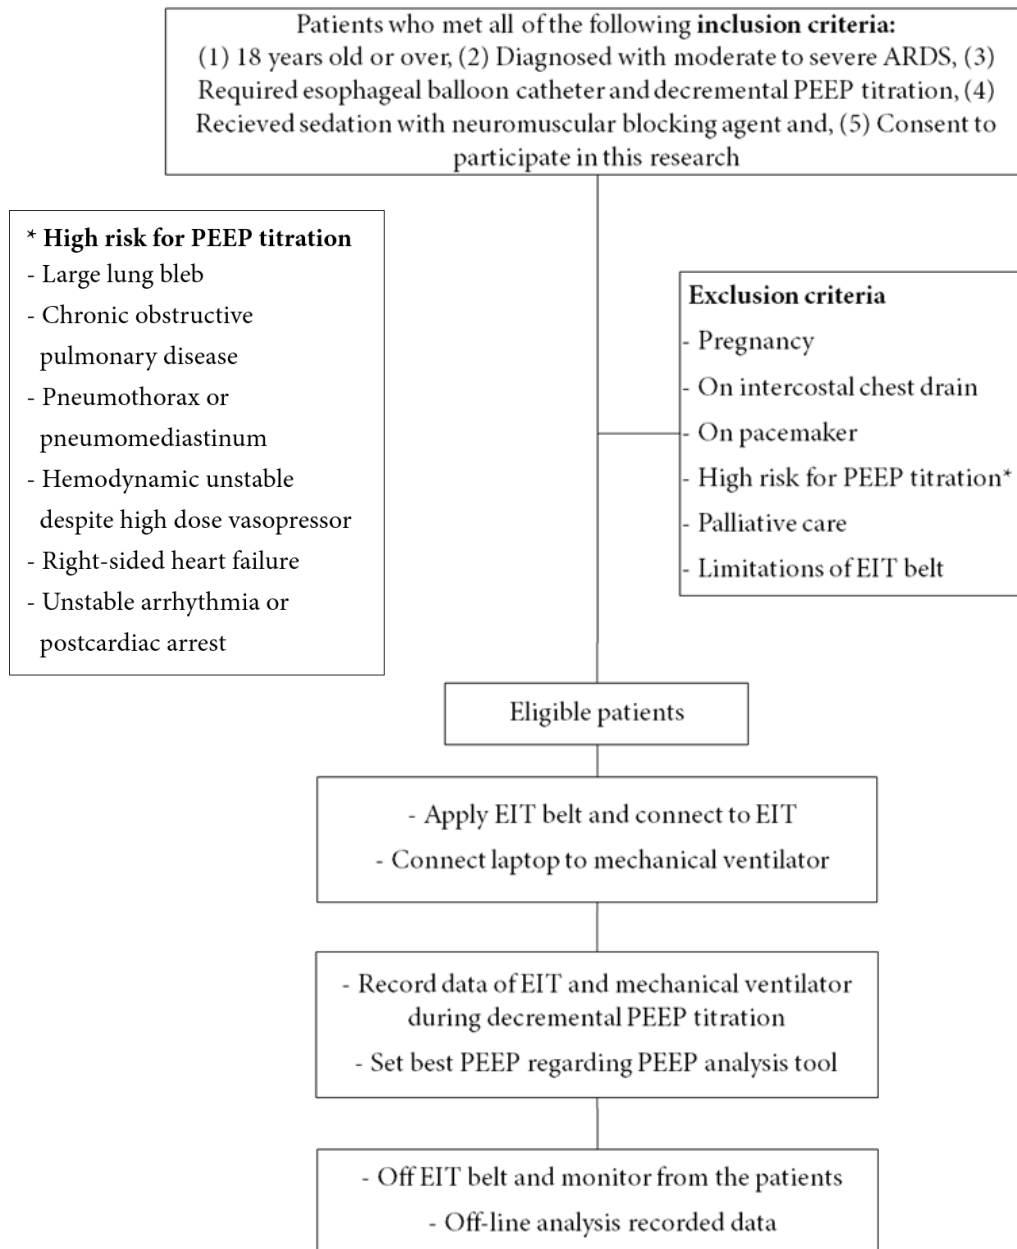 Patients who met all of the following inclusion criteria:
(1) 18 years old or over, (2) Diagnosed with moderate to severe ARDS, (3)
Required esophageal balloon catheter and decremental PEEP titration, (4)
Recieved sedation with neuromuscular blocking agent and, (5) Consent to
participate in this research
* High risk for PEEP titration
- Large lung bleb
- Chronic obstructive
pulmonary disease
- Pneumothorax or
pneumomediastinum
- Hemodynamic unstable
despite high dose vasopressor
- Right-sided heart failure
- Unstable arrhythmia or
postcardiac arrest
Exclusion criteria
- Pregnancy
- On intercostal chest drain
- On pacemaker
- High risk for PEEP titration*
- Palliative care
- Limitations of EIT belt
Eligible patients
- Apply EIT belt and connect to EIT
- Connect laptop to mechanical ventilator
- Record data of EIT and mechanical ventilator
during decremental PEEP titration
- Set best PEEP regarding PEEP analysis tool
- Off EIT belt and monitor from the patients
- Off-line analysis recorded data